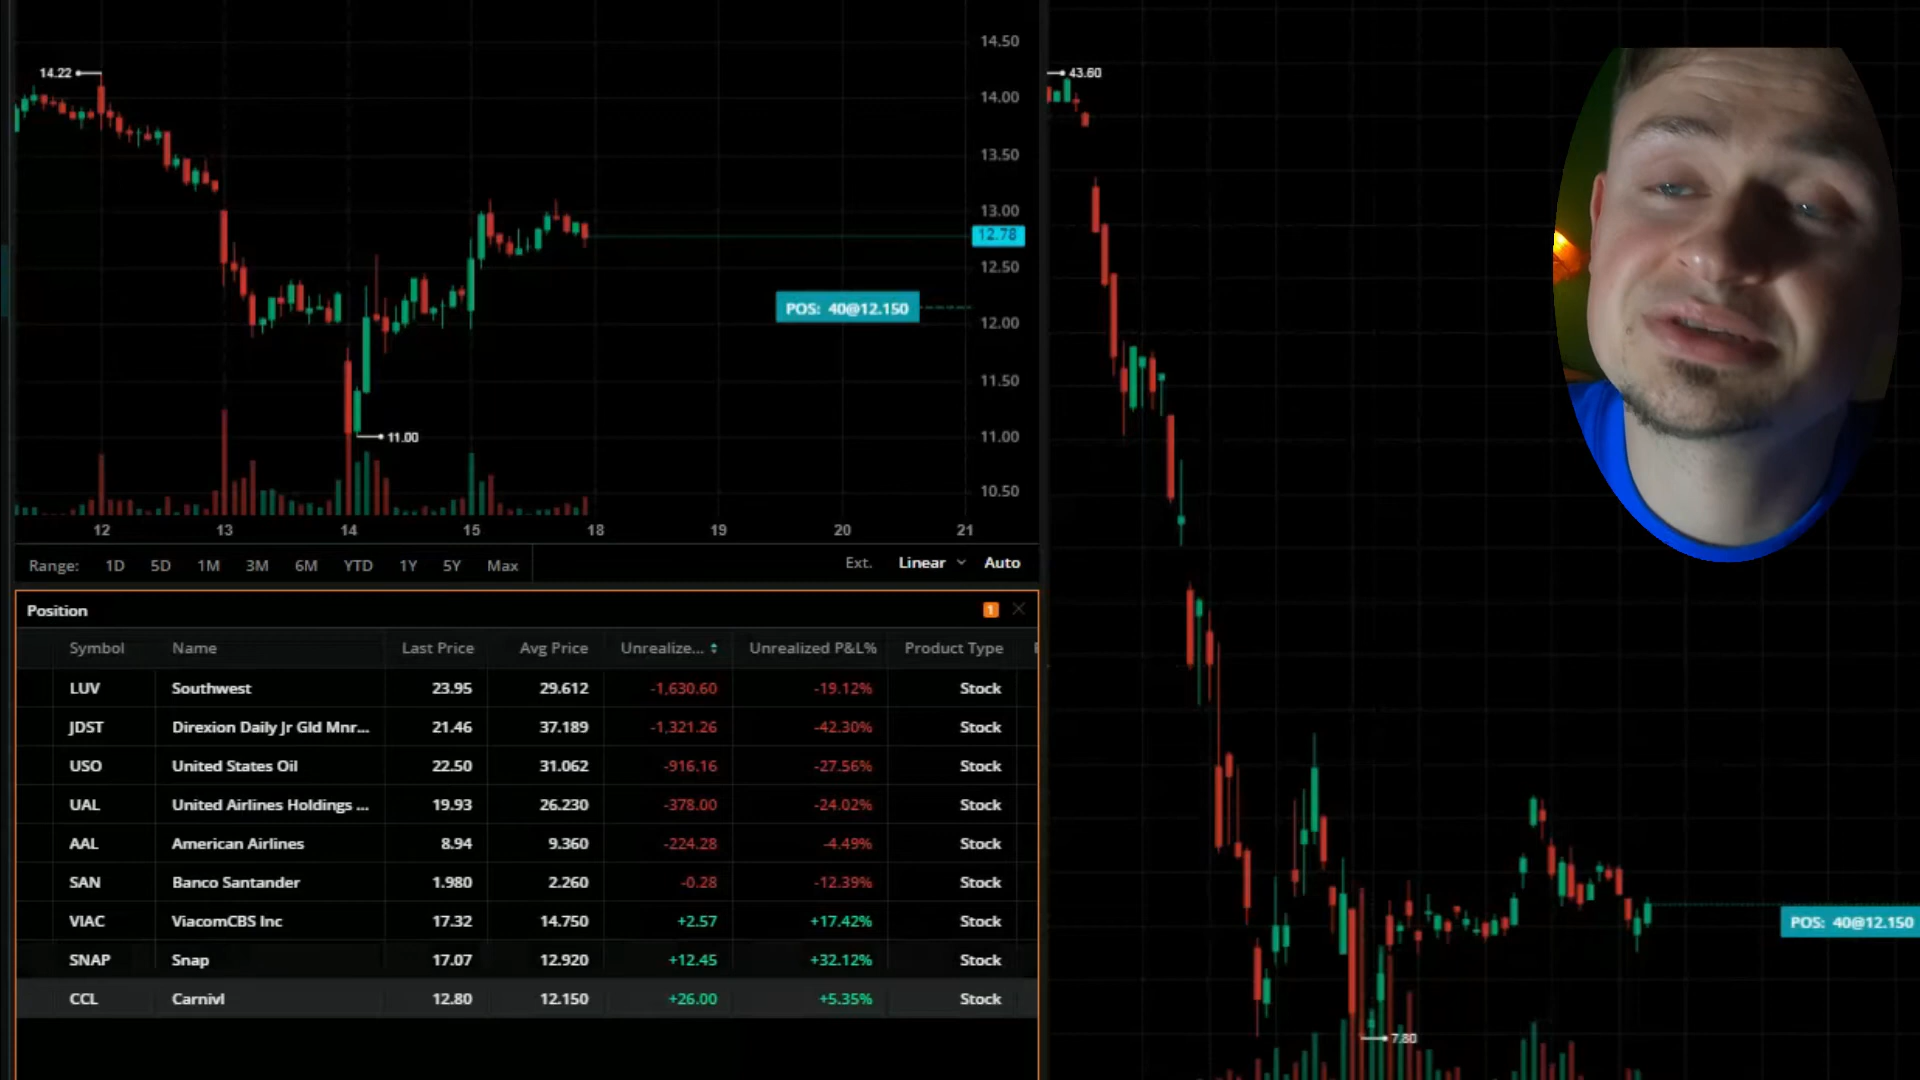 14.50
14.22
14.00
13.50
13.00
12.78
12.50
POS: 40@12.150
12.00
11.50
11.00
11.00
10.50
12 13 14 15 18 19 20 21
Range: 1D 5D 1M 3M 6M YTD 1Y 5Y Max Ext. Linear Auto
Position 1
Symbol Name Last Price Avg Price Unrealize... Unrealized P&L% Product Type
LUV Southwest 23.95 29.612 -1,630.60 -19.12% Stock
JDST Direxion Daily Jr Gld Mnr... 21.46 37.189 -1,321.26 -42.30% Stock
USO United States Oil 22.50 31.062 -916.16 -27.56% Stock
UAL United Airlines Holdings ... 19.93 26.230 -378.00 -24.02% Stock
AAL American Airlines 8.94 9.360 -224.28 -4.49% Stock
SAN Banco Santander 1.980 2.260 -0.28 -12.39% Stock
VIAC ViacomCBS Inc 17.32 14.750 +2.57 +17.42% Stock
SNAP Snap 17.07 12.920 +12.45 +32.12% Stock
CCL Carnivl 12.80 12.150 +26.00 +5.35% Stock
43.60
POS: 40@12.150
7.80